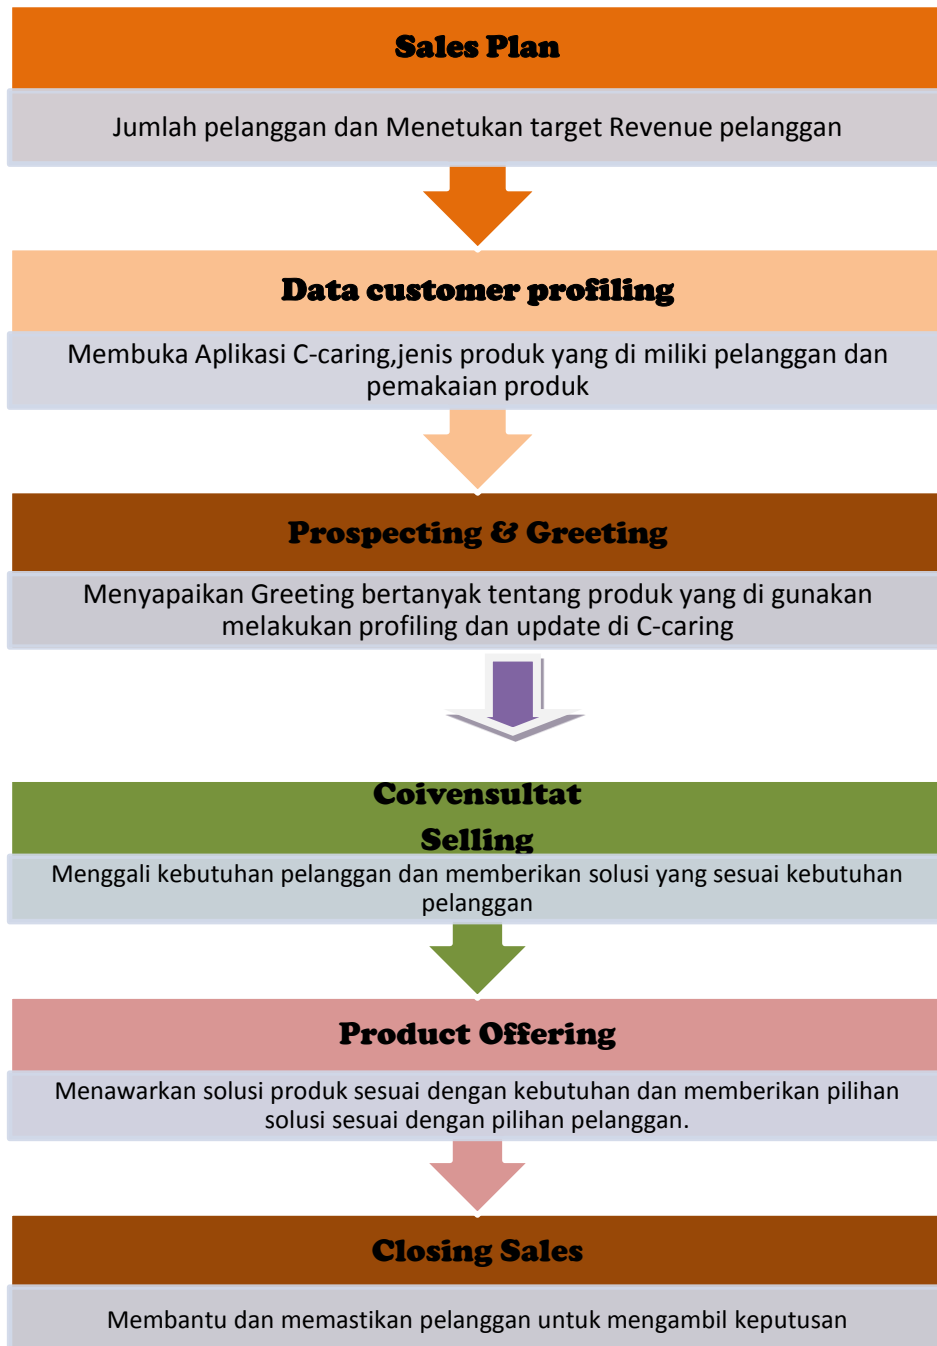 Sales Plan
Jumlah pelanggan dan Menetukan target Revenue pelanggan
Data customer profiling
Membuka Aplikasi C-caring,jenis produk yang di miliki pelanggan dan
pemakaian produk
Prospecting & Greeting
Menyapaikan Greeting bertanyak tentang produk yang di gunakan
melakukan profiling dan update di C-caring
Coivensultat
Selling
Menggali kebutuhan pelanggan dan memberikan solusi yang sesuai kebutuhan
pelanggan
Product Offering
Menawarkan solusi produk sesuai dengan kebutuhan dan memberikan pilihan
solusi sesuai dengan pilihan pelanggan.
Closing Sales
Membantu dan memastikan pelanggan untuk mengambil keputusan